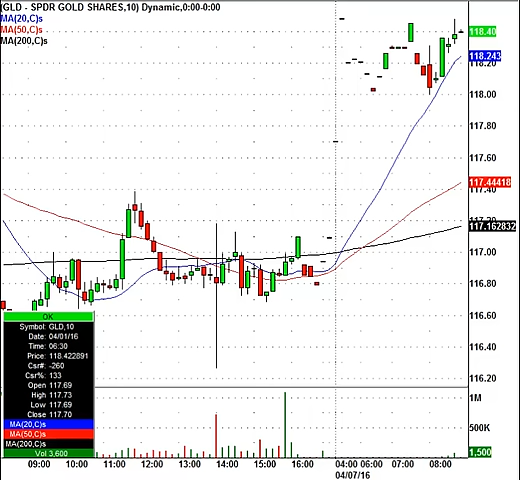 (GLD - SPDR GOLD SHARES,10) Dynamic,0:00-0:00
MA(20,C)s
MA(50,C)s
MA(200,C)s
118.40
118.243
118.20
118.00
117.80
117.60
117.44418
117.40
117.20
117.162832
117.00
116.80
116.60
116.40
116.20
OK
Symbol: GLD,10
Date: 04/01/16
Time: 06:30
Price: 118.422891
Csr#: -260
Csr%: 133
Open 117.69
High 117.73
Low 117.69
Close 117.70
MA(20,C)s
MA(50,C)s
MA(200,C)s
Vol 3,600
1M
500K
1,500
09:00 10:00 11:00 12:00 13:00 14:00 15:00 16:00 04:00 06:00 07:00 08:00
04/07/16